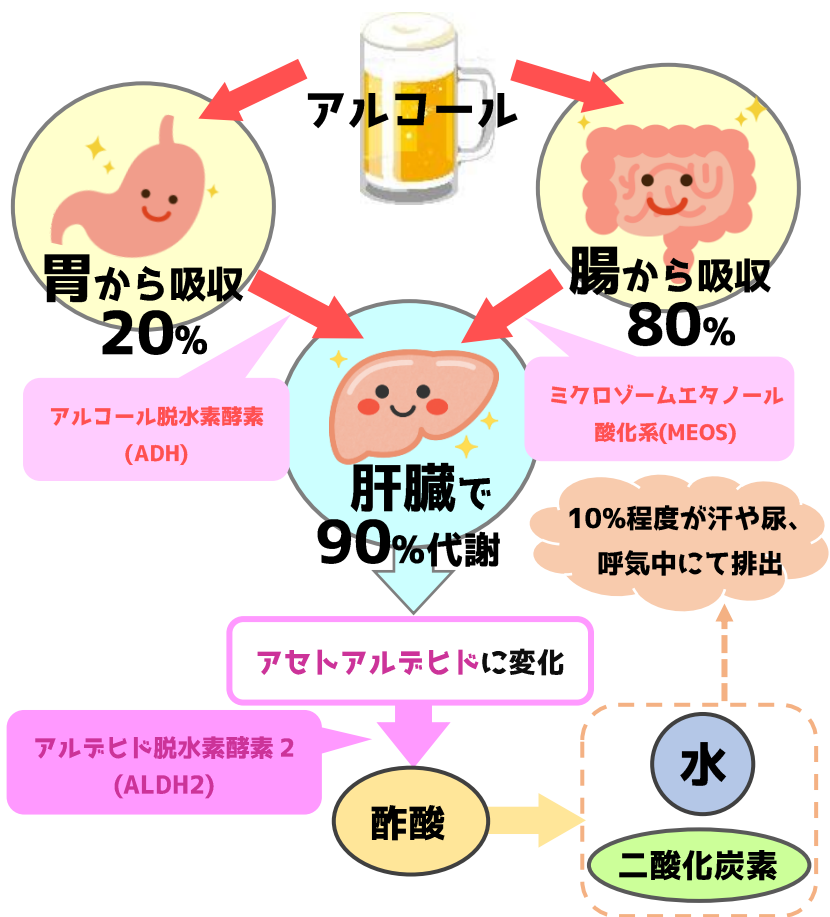 アルコール
胃から吸収
20%
腸から吸収
80%
アルコール脱水素酵素
(ADH)
ミクロゾームエタノール
酸化系(MEOS)
肝臓で
90%代謝
10%程度が汗や尿、
呼気中にて排出
アセトアルデヒドに変化
アルデヒド脱水素酵素2
(ALDH2)
酢酸
水
二酸化炭素